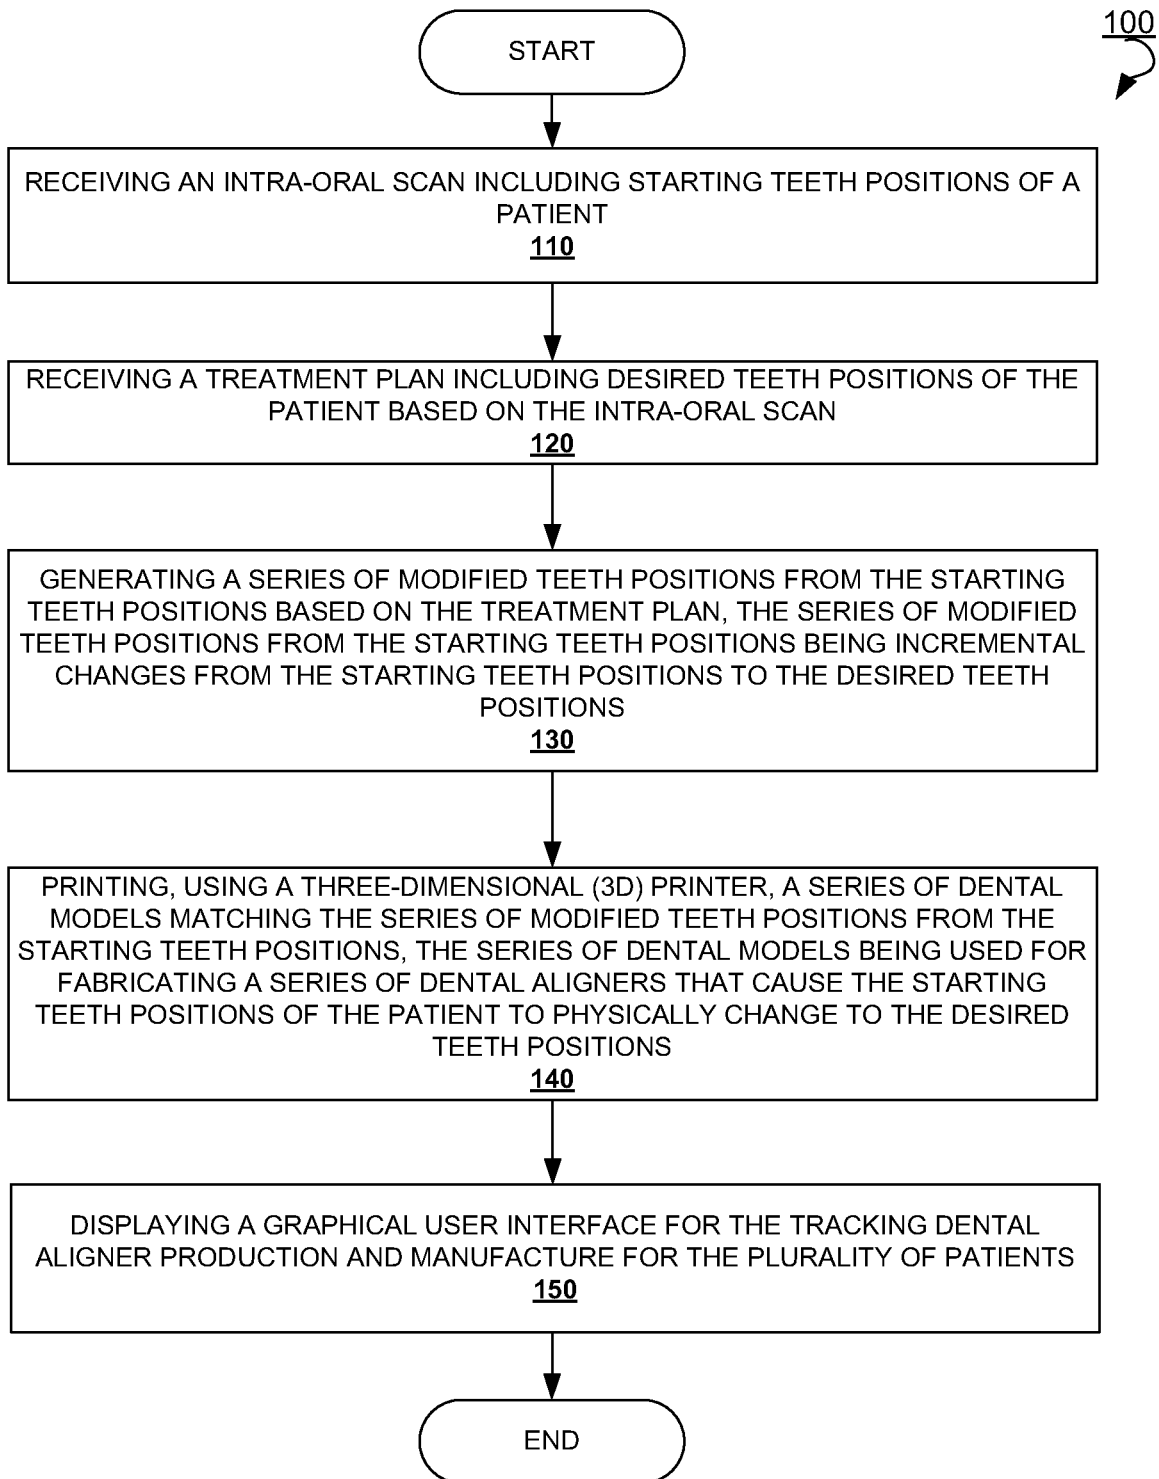 100
START
RECEIVING AN INTRA-ORAL SCAN INCLUDING STARTING TEETH POSITIONS OF A
PATIENT
110
RECEIVING A TREATMENT PLAN INCLUDING DESIRED TEETH POSITIONS OF THE
PATIENT BASED ON THE INTRA-ORAL SCAN
120
GENERATING A SERIES OF MODIFIED TEETH POSITIONS FROM THE STARTING
TEETH POSITIONS BASED ON THE TREATMENT PLAN, THE SERIES OF MODIFIED
TEETH POSITIONS FROM THE STARTING TEETH POSITIONS BEING INCREMENTAL
CHANGES FROM THE STARTING TEETH POSITIONS TO THE DESIRED TEETH
POSITIONS
130
PRINTING, USING A THREE-DIMENSIONAL (3D) PRINTER, A SERIES OF DENTAL
MODELS MATCHING THE SERIES OF MODIFIED TEETH POSITIONS FROM THE
STARTING TEETH POSITIONS, THE SERIES OF DENTAL MODELS BEING USED FOR
FABRICATING A SERIES OF DENTAL ALIGNERS THAT CAUSE THE STARTING
TEETH POSITIONS OF THE PATIENT TO PHYSICALLY CHANGE TO THE DESIRED
TEETH POSITIONS
140
DISPLAYING A GRAPHICAL USER INTERFACE FOR THE TRACKING DENTAL
ALIGNER PRODUCTION AND MANUFACTURE FOR THE PLURALITY OF PATIENTS
150
END